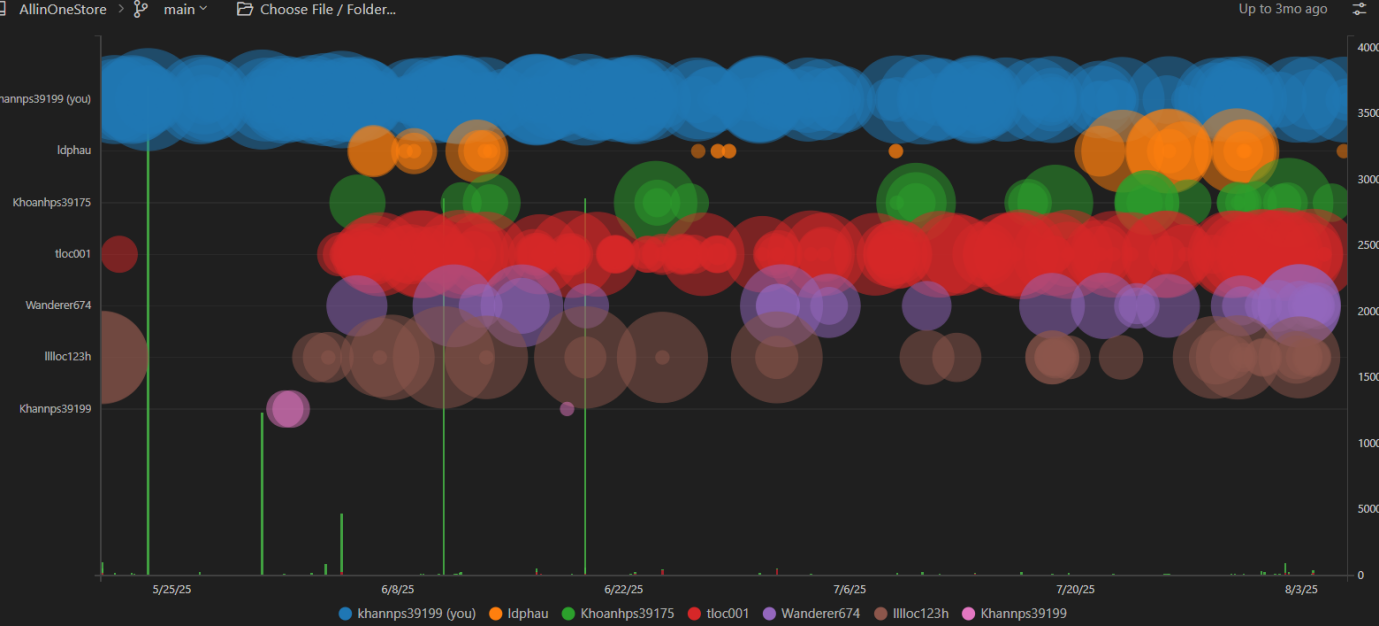 AllinOneStore > main Choose File / Folder... Up to 3mo ago
hannps39199 (you)
ldphau
Khoanhps39175
tloc001
Wanderer674
lllloc123h
Khannps39199
4000
3500
3000
2500
2000
1500
1000
5000
0
5/25/25 6/8/25 6/22/25 7/6/25 7/20/25 8/3/25
khannps39199 (you) ldphau Khoanhps39175 tloc001 Wanderer674 lllloc123h Khannps39199